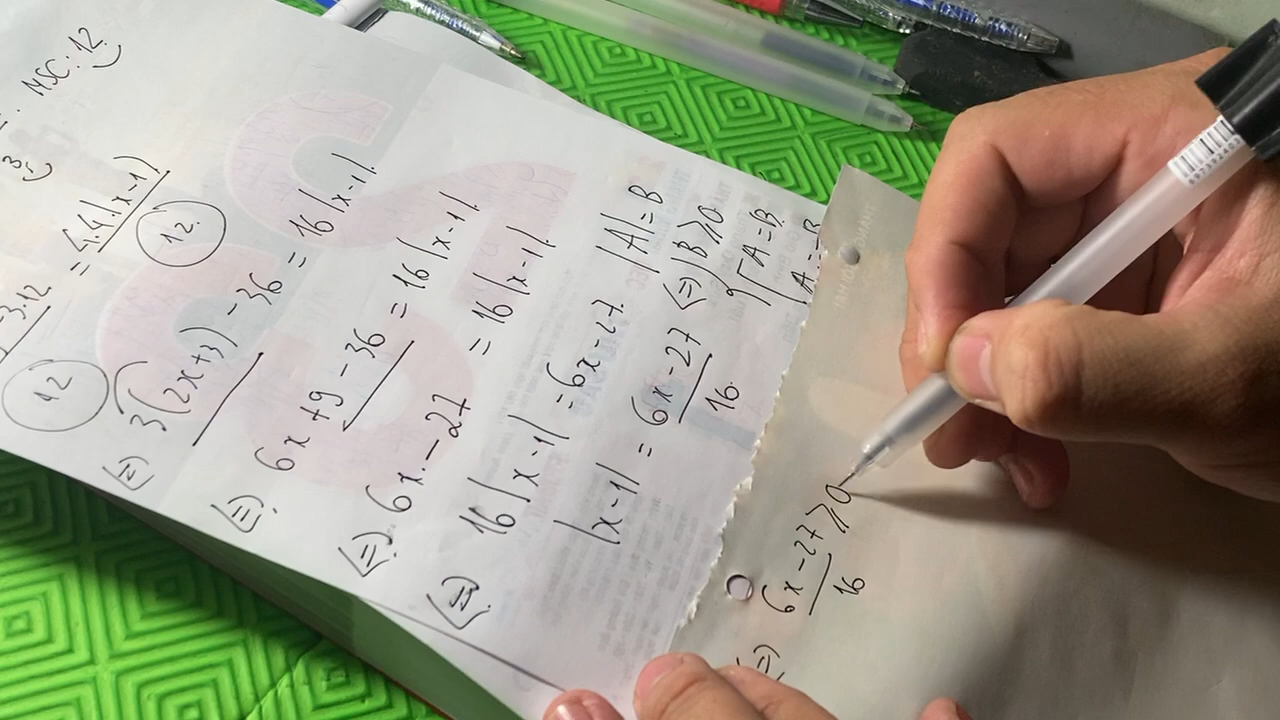 MSC: 12.
3
-3.12 = 4.4|x-1|
12 12.
(=) 3(2x+3) - 36 = 16|x-1|.
(=) 6x+9-36 = 16|x-1|.
(=) 6x - 27 = 16|x-1|.
(=) 16|x-1| = 6x-27.
|x-1| = 6x-27
16.
|A|=B
(=) B ≥ 0
A = B.
A = -B
(=) 6x-27 ≥ 0
16